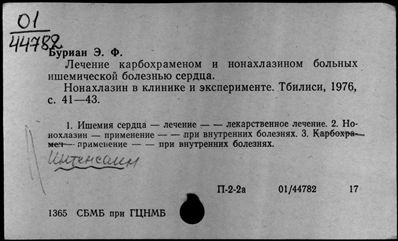 01
44782
Буриан Э. Ф.
Лечение карбохраменом и нонахлазином больных
ишемической болезнью сердца.
Нонахлазин в клинике и эксперименте. Тбилиси, 1976,
с. 41—43.
1. Ишемия сердца — лечение — — лекарственное лечение. 2. Но-
нохлазин — применение — — при внутренних болезнях. 3. Карбохра-
мен — применение — — при внутренних болезнях.
Интенсаин
П-2-2а 01/44782 17
1365 СБМБ при ГЦНМБ